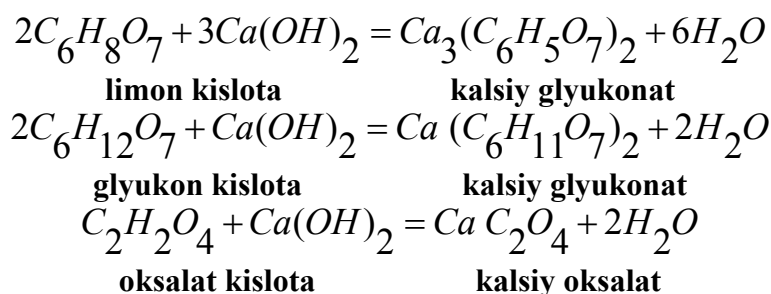 2C₆H₈O₇ + 3Ca(OH)₂ = Ca₃(C₆H₅O₇)₂ + 6H₂O
limon kislota kalsiy glyukonat
2C₆H₁₂O₇ + Ca(OH)₂ = Ca (C₆H₁₁O₇)₂ + 2H₂O
glyukon kislota kalsiy glyukonat
C₂H₂O₄ + Ca(OH)₂ = Ca C₂O₄ + 2H₂O
oksalat kislota kalsiy oksalat